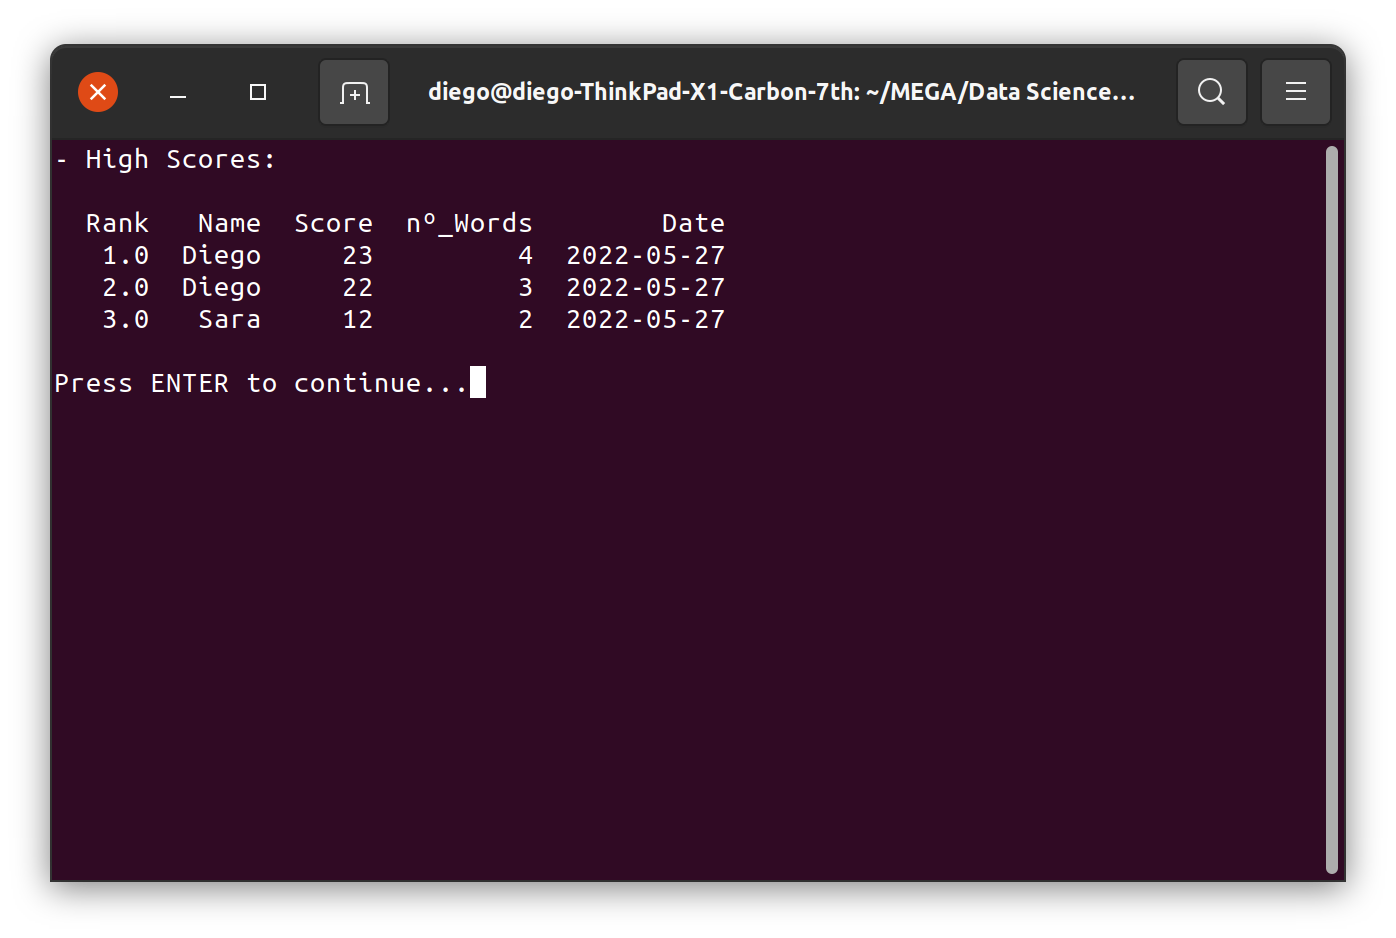 diego@diego-ThinkPad-X1-Carbon-7th: ~/MEGA/Data Science...
- High Scores:
Rank Name Score nº_Words Date
1.0 Diego 23 4 2022-05-27
2.0 Diego 22 3 2022-05-27
3.0 Sara 12 2 2022-05-27
Press ENTER to continue...